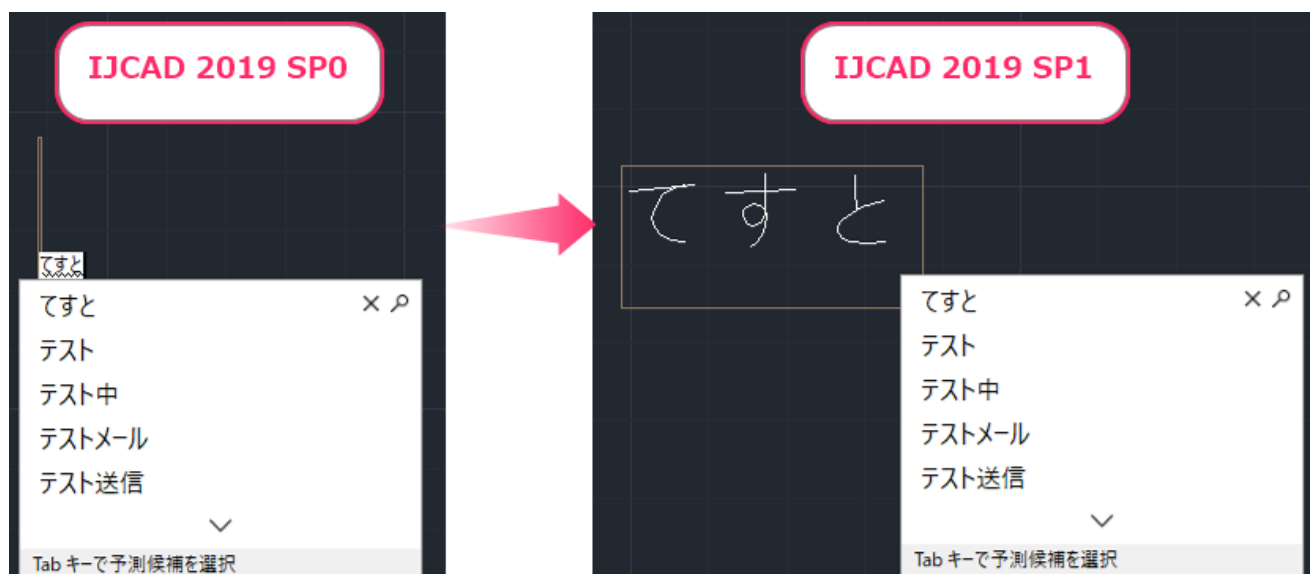 IJCAD 2019 SP0
てすと
てすと
テスト
テスト中
テストメール
テスト送信
Tab キーで予測候補を選択
IJCAD 2019 SP1
てすと
てすと
テスト
テスト中
テストメール
テスト送信
Tab キーで予測候補を選択